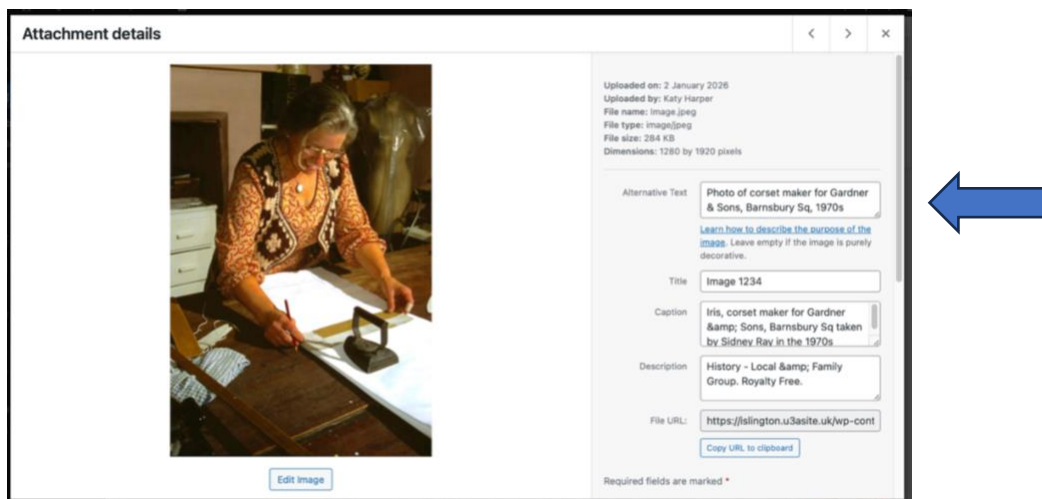 Attachment details
Uploaded on: 2 January 2026
Uploaded by: Katy Harper
File name: Image.jpeg
File type: image/jpeg
File size: 284 KB
Dimensions: 1280 by 1920 pixels
Alternative Text
Photo of corset maker for Gardner
& Sons, Barnsbury Sq, 1970s
Learn how to describe the purpose of the
image. Leave empty if the image is purely
decorative.
Title
Image 1234
Caption
Iris, corset maker for Gardner
&amp; Sons, Barnsbury Sq taken
by Sidney Ray in the 1970s
Description
History - Local &amp; Family
Group. Royalty Free.
File URL:
https://islington.u3asite.uk/wp-cont
Copy URL to clipboard
Edit Image
Required fields are marked *